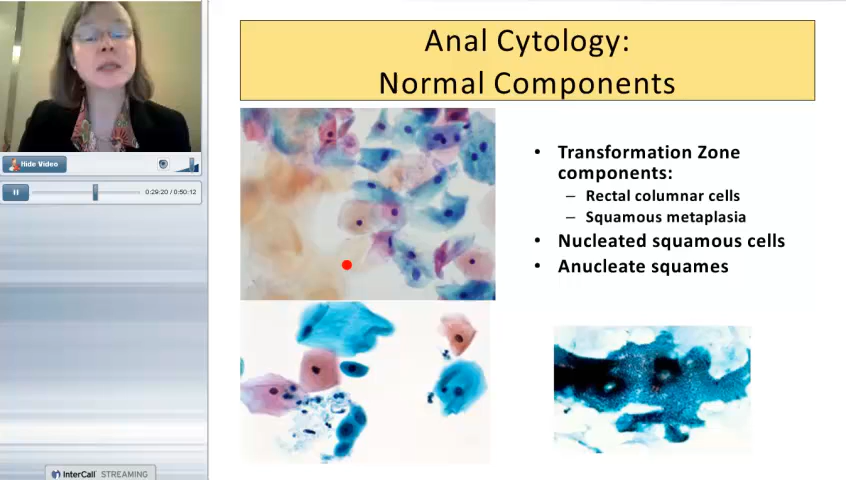 Anal Cytology:
Normal Components
Hide Video
0:29:20 / 0:50:12
• Transformation Zone
components:
– Rectal columnar cells
– Squamous metaplasia
• Nucleated squamous cells
• Anucleate squames
InterCall STREAMING